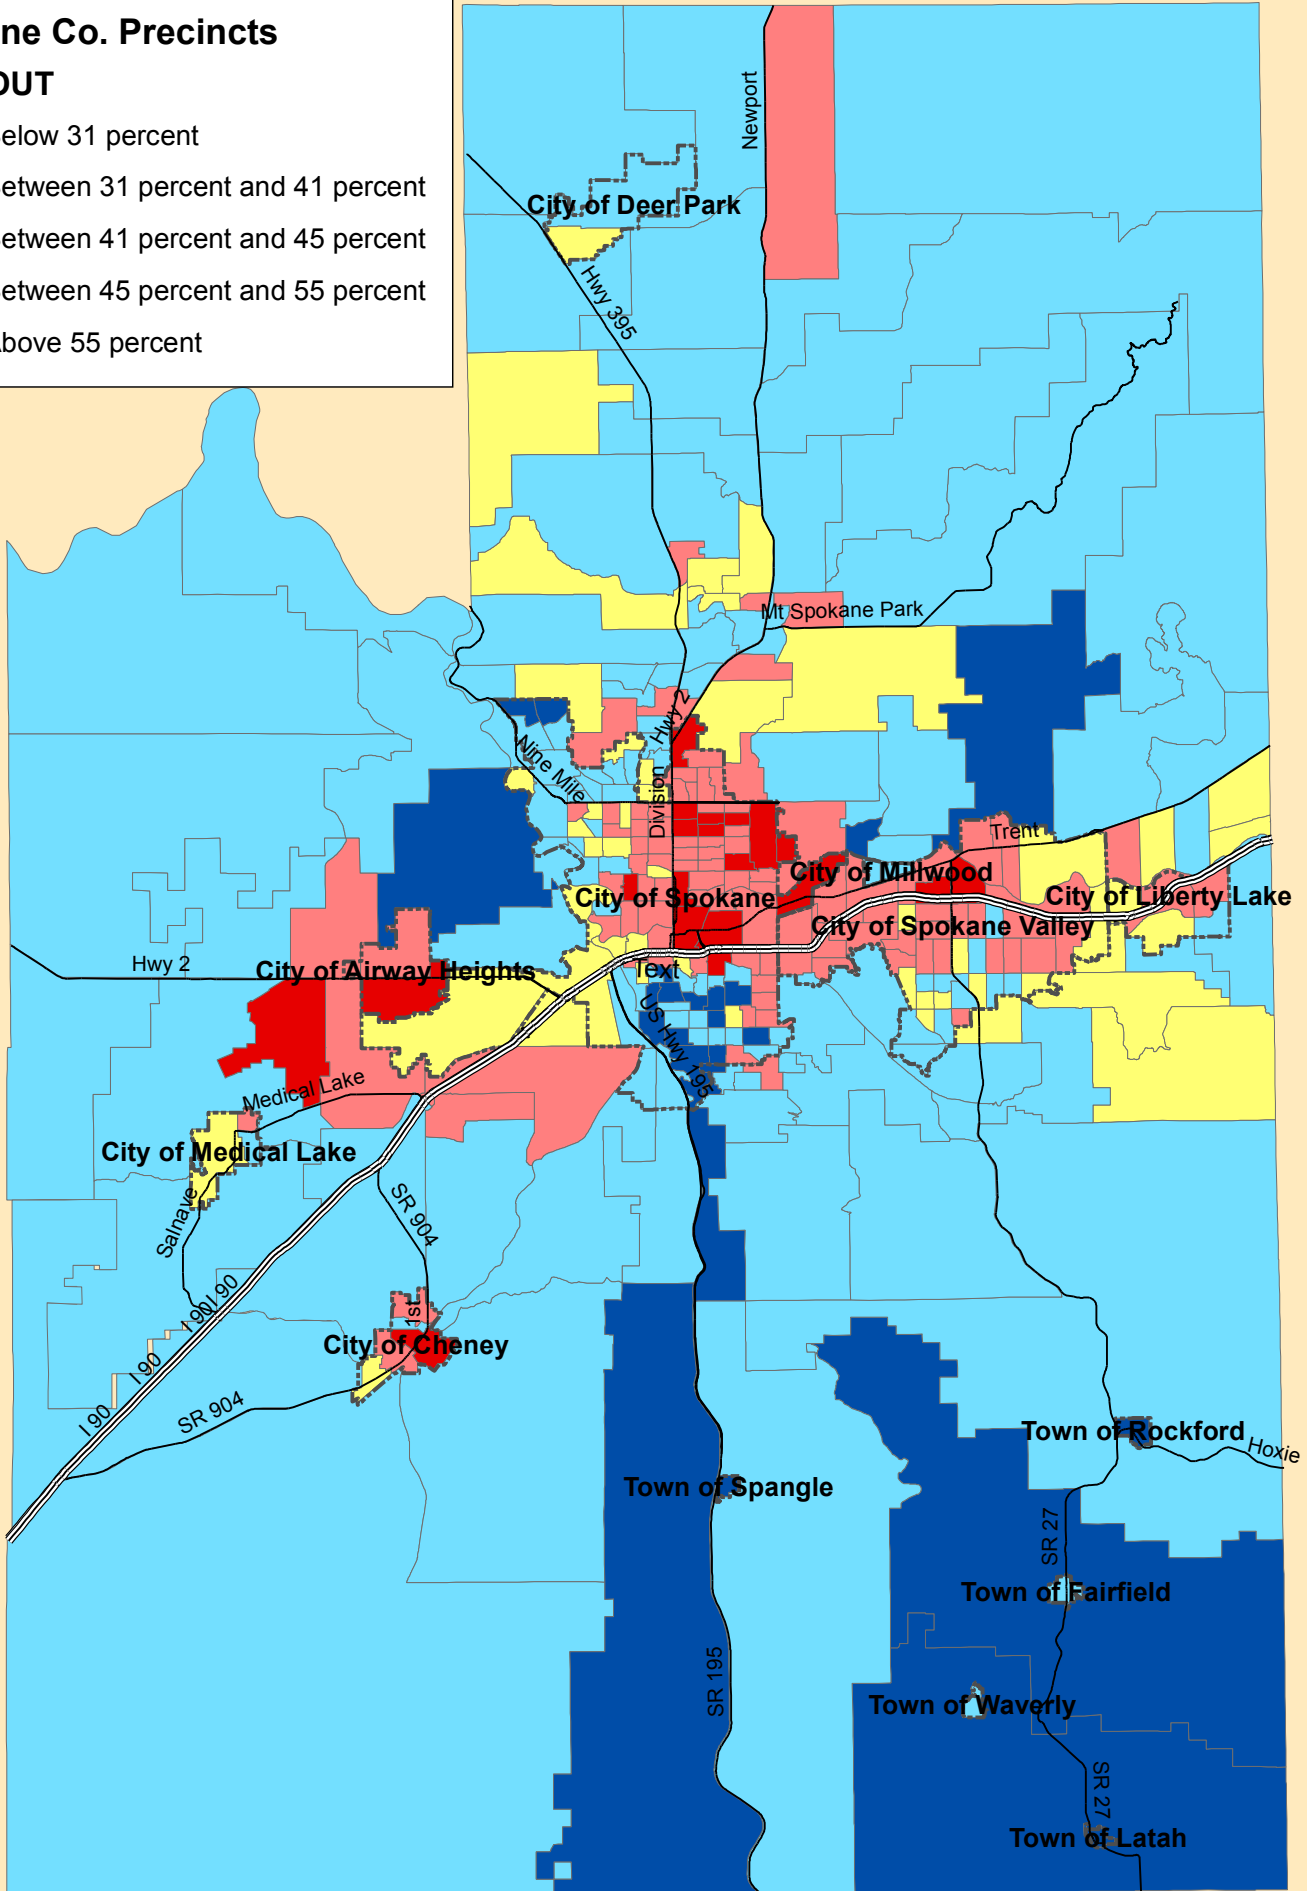 ne Co. Precincts
OUT
elow 31 percent
etween 31 percent and 41 percent
etween 41 percent and 45 percent
etween 45 percent and 55 percent
bove 55 percent
Newport
City of Deer Park
Hwy 395
Mt Spokane Park
Hwy 2
Nine Mile
Division
Trent
City of Millwood
City of Spokane
City of Liberty Lake
City of Spokane Valley
Hwy 2
City of Airway Heights
Text
US Hwy 195
Medical Lake
City of Medical Lake
Salnave
SR 904
I 90
I 90
1st
City of Cheney
I 90
I 90
SR 904
Town of Rockford
Hoxie
Town of Spangle
SR 27
Town of Fairfield
SR 195
Town of Waverly
SR 27
Town of Latah